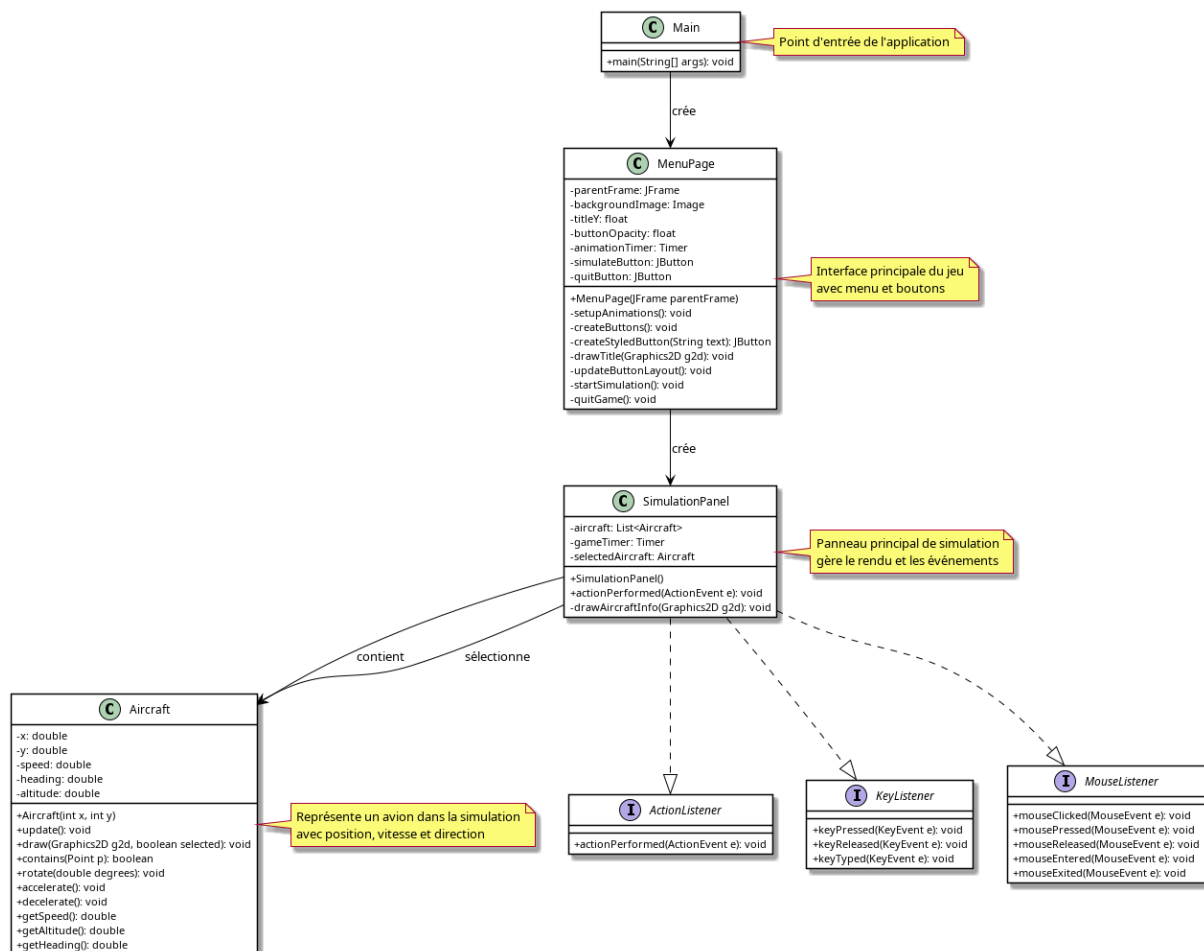 C Main
+main(String[] args): void
Point d'entrée de l'application
crée
C MenuPage
-parentFrame: JFrame
-backgroundImage: Image
-titleY: float
-buttonOpacity: float
-animationTimer: Timer
-simulateButton: JButton
-quitButton: JButton
+MenuPage(JFrame parentFrame)
-setupAnimations(): void
-createButtons(): void
-createStyledButton(String text): JButton
-drawTitle(Graphics2D g2d): void
-updateButtonLayout(): void
-startSimulation(): void
-quitGame(): void
Interface principale du jeu
avec menu et boutons
crée
C SimulationPanel
-aircraft: List<Aircraft>
-gameTimer: Timer
-selectedAircraft: Aircraft
+SimulationPanel()
+actionPerformed(ActionEvent e): void
-drawAircraftInfo(Graphics2D g2d): void
Panneau principal de simulation
gère le rendu et les événements
contient
sélectionne
C Aircraft
-x: double
-y: double
-speed: double
-heading: double
-altitude: double
+Aircraft(int x, int y)
+update(): void
+draw(Graphics2D g2d, boolean selected): void
+contains(Point p): boolean
+rotate(double degrees): void
+accelerate(): void
+decelerate(): void
+getSpeed(): double
+getAltitude(): double
+getHeading(): double
Représente un avion dans la simulation
avec position, vitesse et direction
I ActionListener
+actionPerformed(ActionEvent e): void
I KeyListener
+keyPressed(KeyEvent e): void
+keyReleased(KeyEvent e): void
+keyTyped(KeyEvent e): void
I MouseListener
+mouseClicked(MouseEvent e): void
+mousePressed(MouseEvent e): void
+mouseReleased(MouseEvent e): void
+mouseEntered(MouseEvent e): void
+mouseExited(MouseEvent e): void